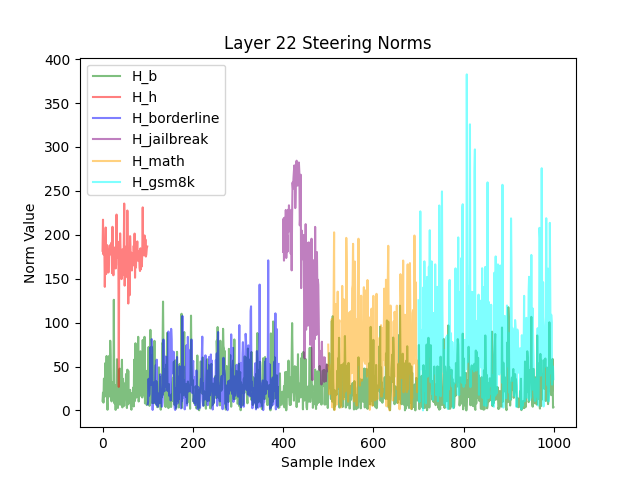 Layer 22 Steering Norms
400
350
300
250
200
150
100
50
0
Norm Value
H_b
H_h
H_borderline
H_jailbreak
H_math
H_gsm8k
0 200 400 600 800 1000
Sample Index